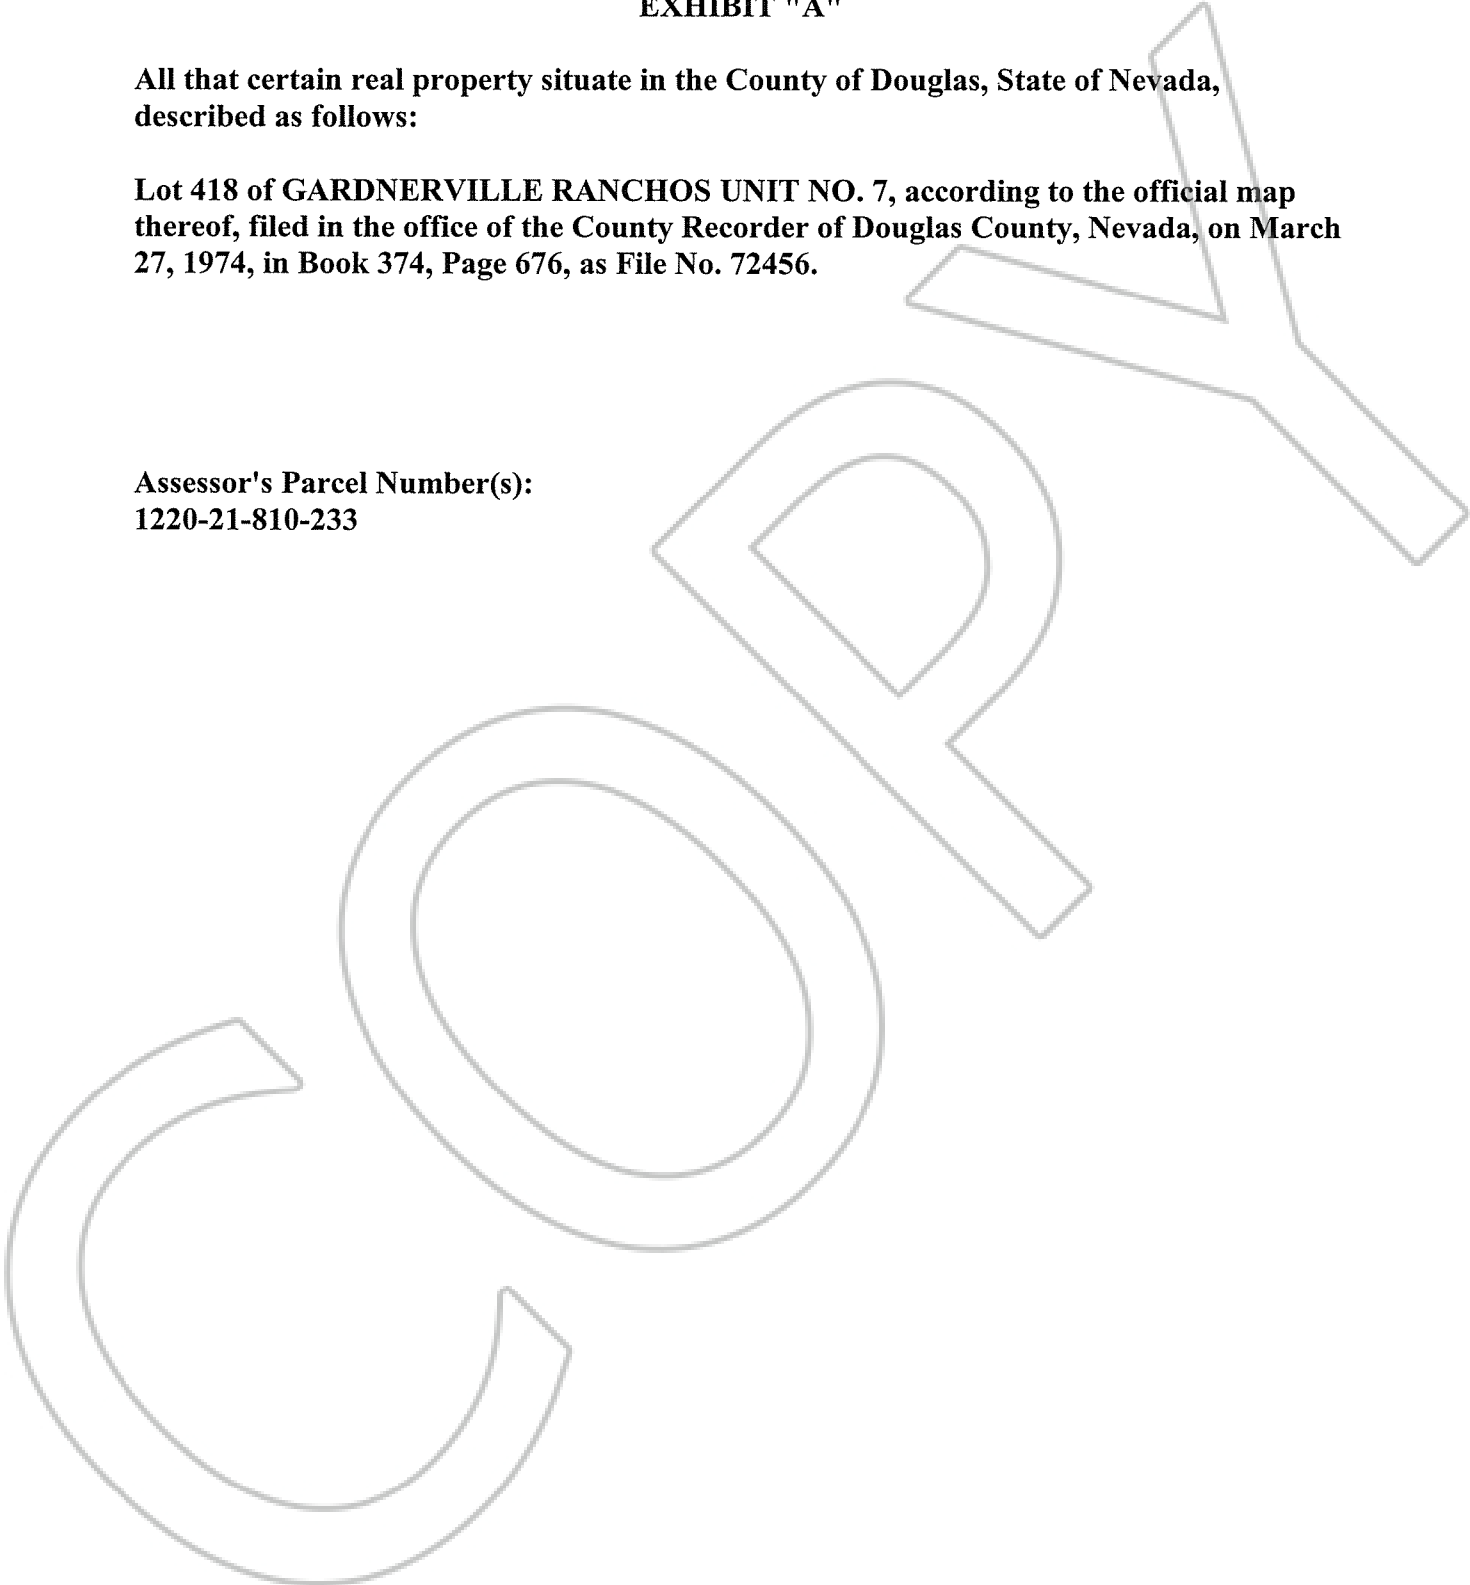 EXHIBIT "A"
All that certain real property situate in the County of Douglas, State of Nevada,
described as follows:
Lot 418 of GARDNERVILLE RANCHOS UNIT NO. 7, according to the official map
thereof, filed in the office of the County Recorder of Douglas County, Nevada, on March
27, 1974, in Book 374, Page 676, as File No. 72456.
Assessor's Parcel Number(s):
1220-21-810-233
COPY